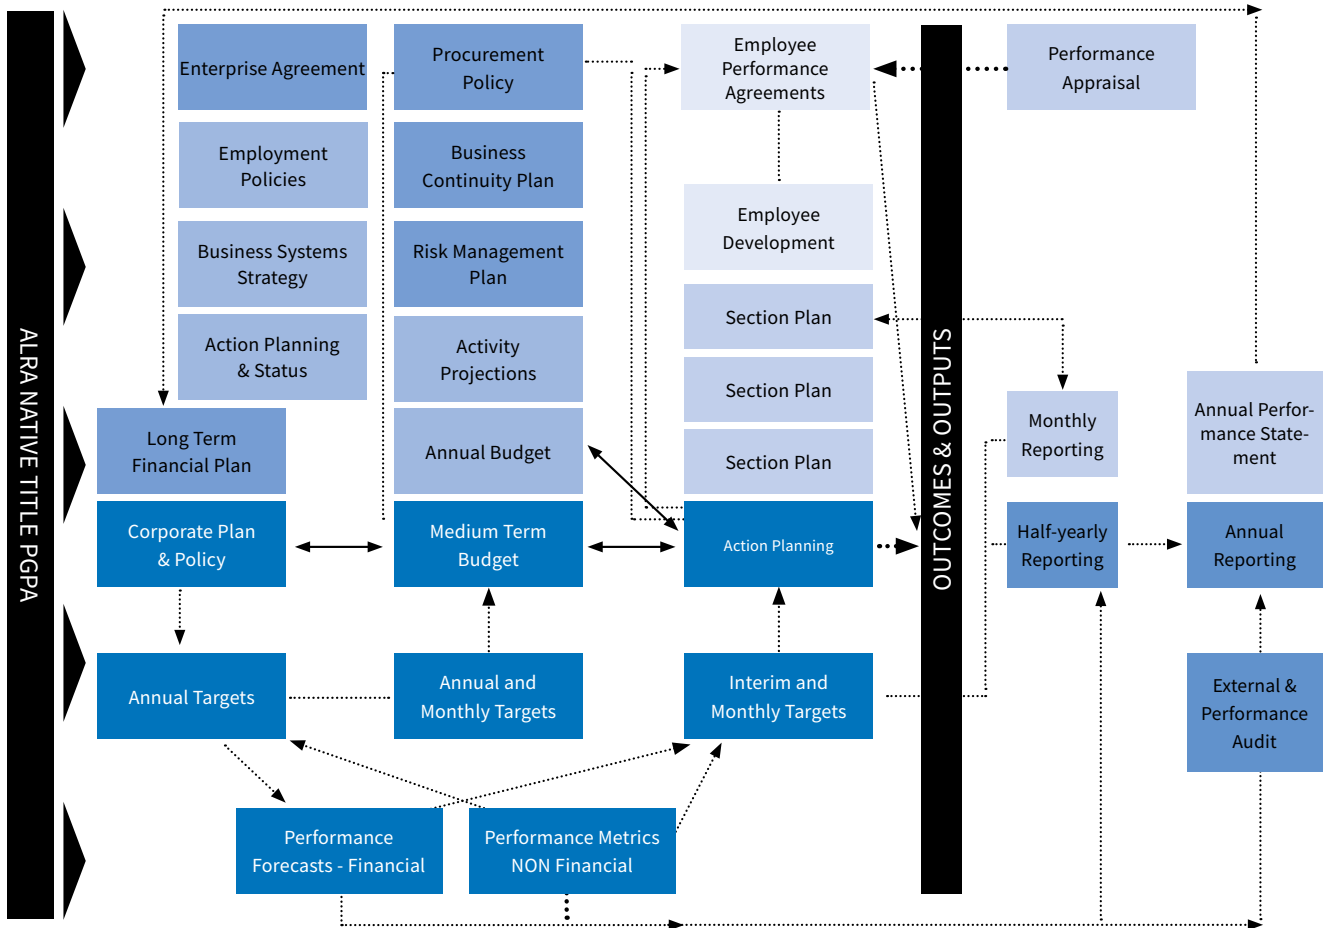 ALRA NATIVE TITLE PGPA
Enterprise Agreement
Employment
Policies
Business Systems
Strategy
Action Planning
& Status
Long Term
Financial Plan
Corporate Plan
& Policy
Annual Targets
Procurement
Policy
Business
Continuity Plan
Risk Management
Plan
Activity
Projections
Annual Budget
Medium Term
Budget
Annual and
Monthly Targets
Performance
Forecasts - Financial
Performance Metrics
NON Financial
Employee
Performance
Agreements
Employee
Development
Section Plan
Section Plan
Section Plan
Action Planning
Interim and
Monthly Targets
OUTCOMES & OUTPUTS
Performance
Appraisal
Monthly
Reporting
Half-yearly
Reporting
Annual Perfor-
mance State-
ment
Annual
Reporting
External &
Performance
Audit